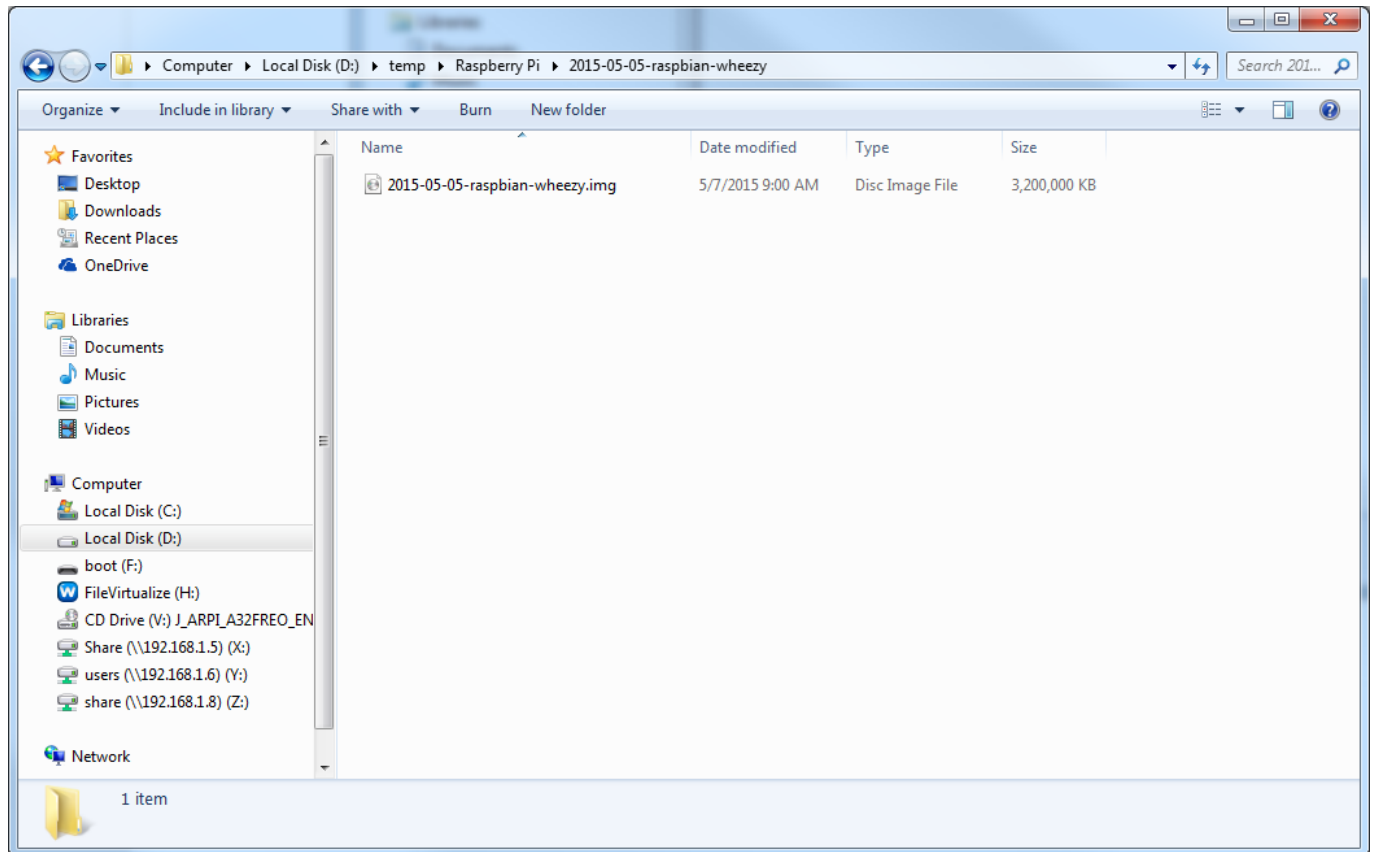 Computer ▸ Local Disk (D:) ▸ temp ▸ Raspberry Pi ▸ 2015-05-05-raspbian-wheezy
Search 201...
Organize Include in library Share with Burn New folder
Favorites
Desktop
Downloads
Recent Places
OneDrive
Libraries
Documents
Music
Pictures
Videos
Computer
Local Disk (C:)
Local Disk (D:)
boot (F:)
FileVirtualize (H:)
CD Drive (V:) J_ARPI_A32FREO_EN
Share (\\192.168.1.5) (X:)
users (\\192.168.1.6) (Y:)
share (\\192.168.1.8) (Z:)
Network
Name Date modified Type Size
2015-05-05-raspbian-wheezy.img 5/7/2015 9:00 AM Disc Image File 3,200,000 KB
1 item